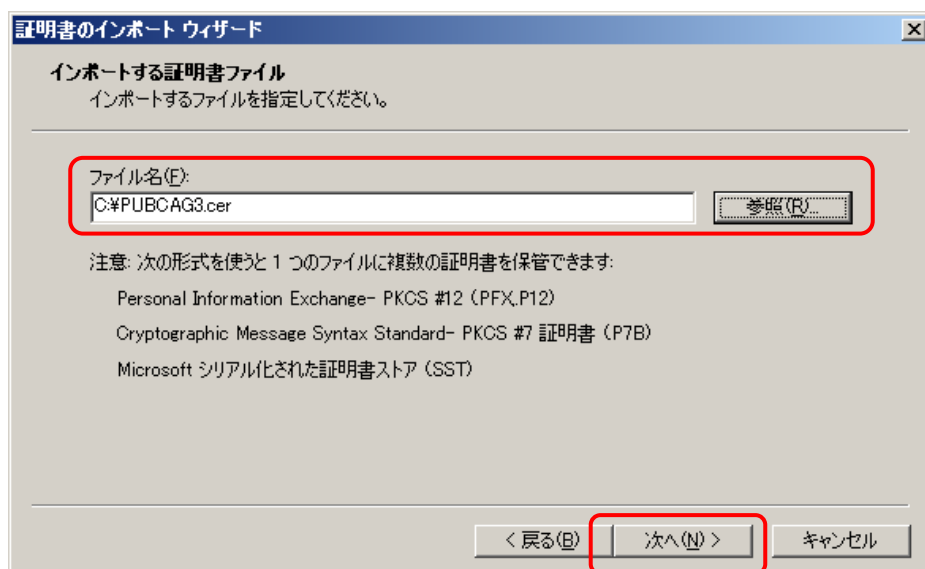 証明書のインポート ウィザード
インポートする証明書ファイル
インポートするファイルを指定してください。
ファイル名(F):
C:¥PUBCAG3.cer
参照(R)...
注意: 次の形式を使うと 1 つのファイルに複数の証明書を保管できます:
Personal Information Exchange- PKCS #12 (PFX,P12)
Cryptographic Message Syntax Standard- PKCS #7 証明書 (P7B)
Microsoft シリアル化された証明書ストア (SST)
< 戻る(B)
次へ(N) >
キャンセル